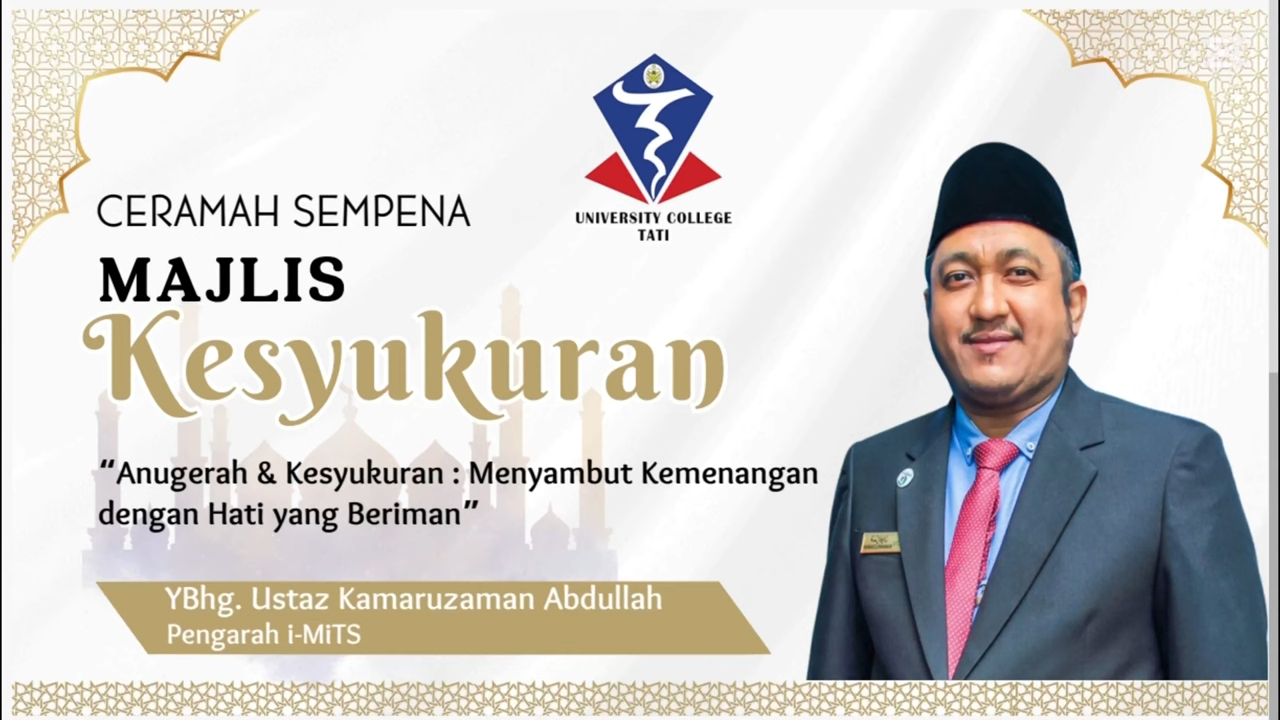 UNIVERSITY COLLEGE
TATI
CERAMAH SEMPENA
MAJLIS
Kesyukuran
“Anugerah & Kesyukuran : Menyambut Kemenangan
dengan Hati yang Beriman”
YBhg. Ustaz Kamaruzaman Abdullah
Pengarah i-MiTS